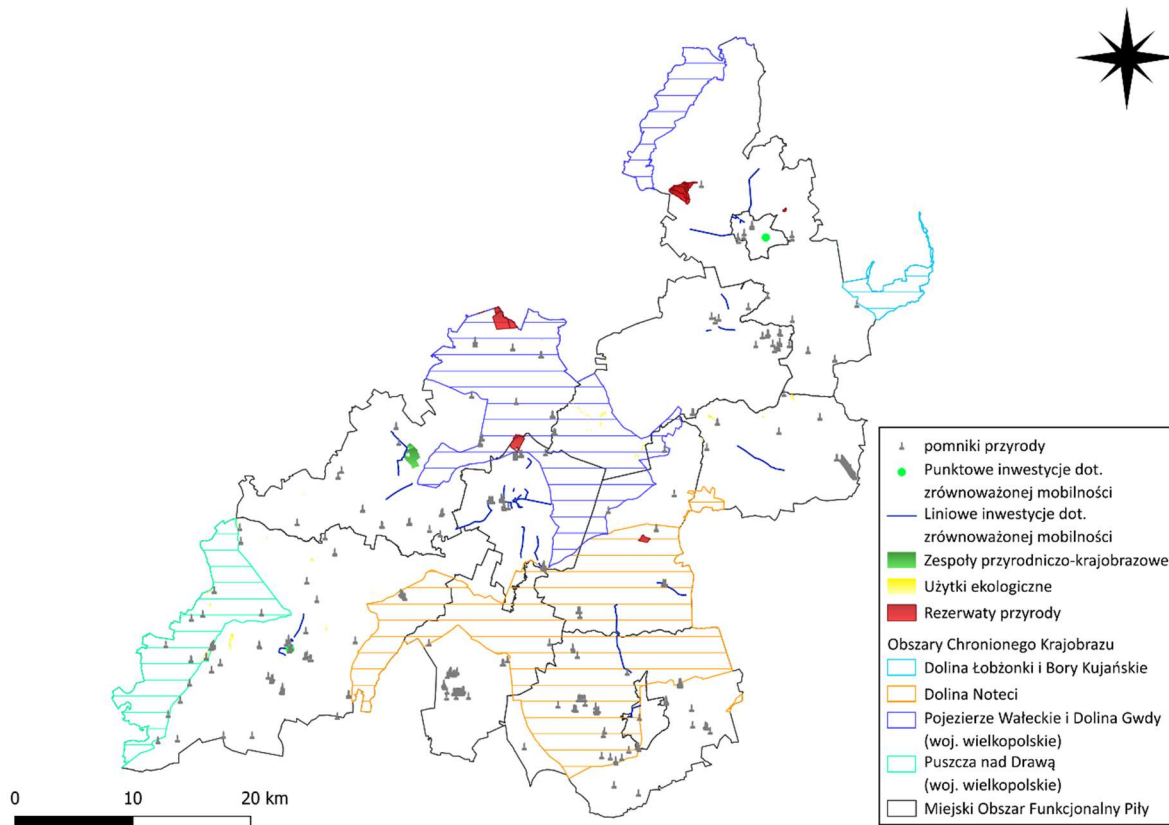 pomniki przyrody
Punktowe inwestycje dot.
zrównoważonej mobilności
Liniowe inwestycje dot.
zrównoważonej mobilności
Zespoły przyrodniczo-krajobrazowe
Użytki ekologiczne
Rezerwaty przyrody
Obszary Chronionego Krajobrazu
Dolina Łobżonki i Bory Kujańskie
Dolina Noteci
Pojezierze Wałeckie i Dolina Gwdy
(woj. wielkopolskie)
Puszcza nad Drawą
(woj. wielkopolskie)
Miejski Obszar Funkcjonalny Piły
0 10 20 km